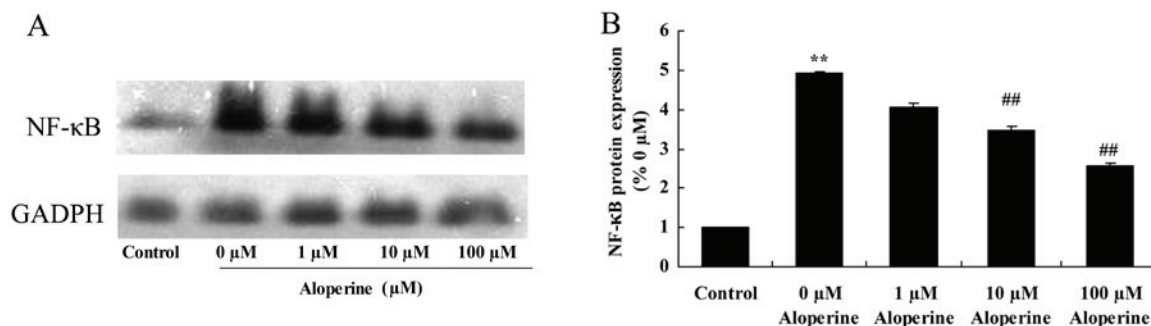 A
NF-κB
GADPH
Control 0 μM 1 μM 10 μM 100 μM
Aloperine (μM)
B
NF-κB protein expression
(% 0 μM)
6
5
4
3
2
1
0
**
##
##
Control 0 μM 1 μM 10 μM 100 μM
Aloperine Aloperine Aloperine Aloperine